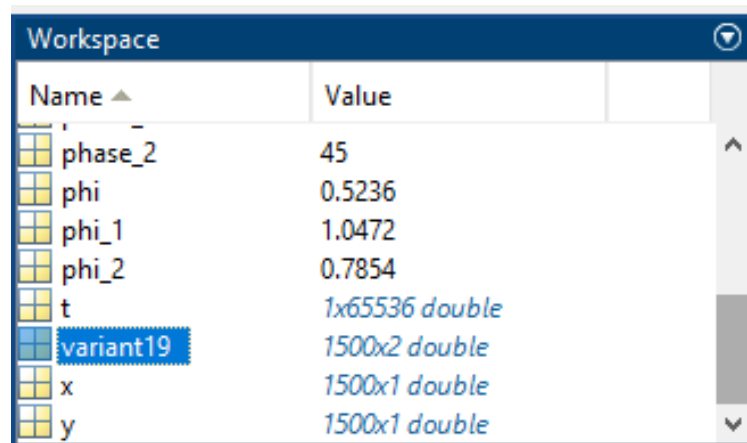 Workspace
Name Value
phase_2 45
phi 0.5236
phi_1 1.0472
phi_2 0.7854
t 1x65536 double
variant19 1500x2 double
x 1500x1 double
y 1500x1 double